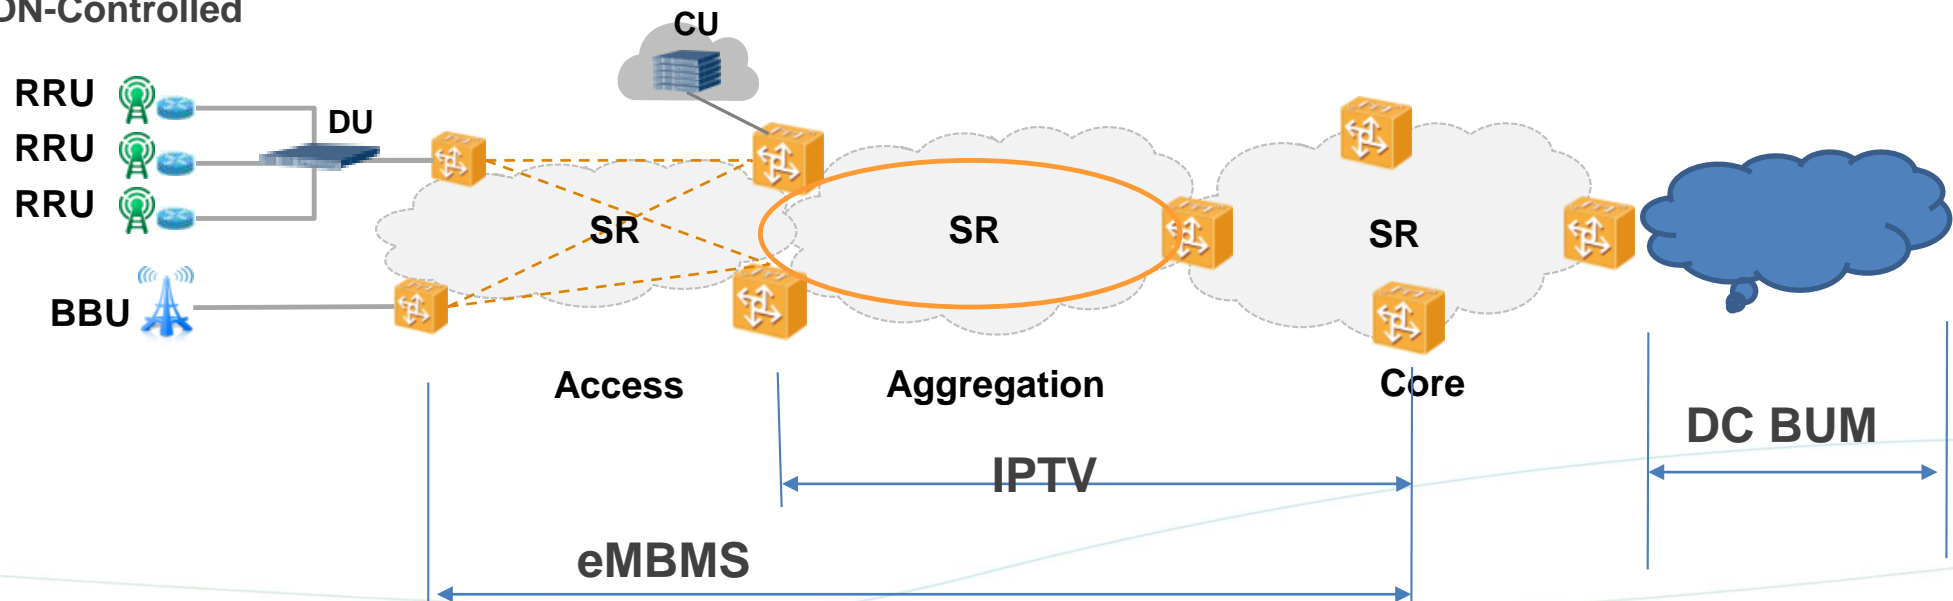 DN-Controlled
CU
RRU
DU
RRU
RRU
SR
SR
SR
BBU
Access
Aggregation
Core
DC BUM
IPTV
eMBMS